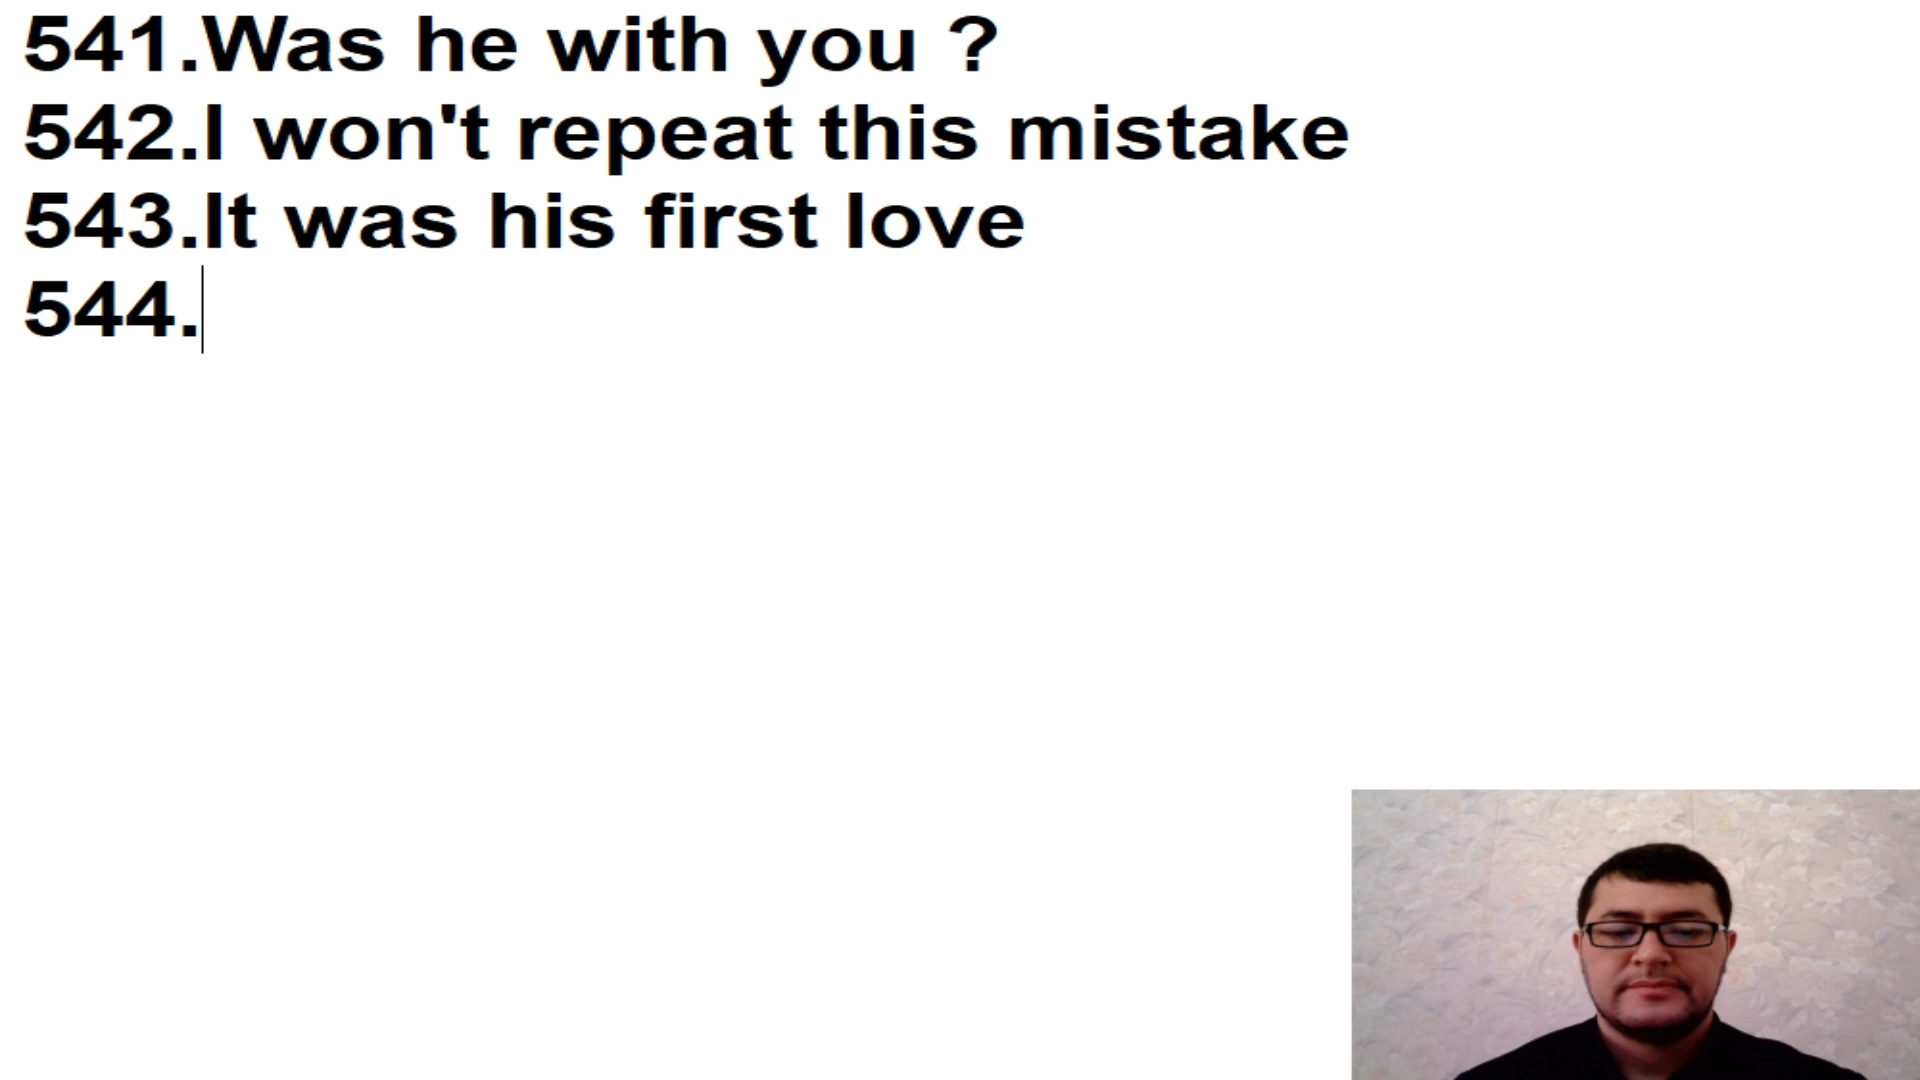 541.Was he with you ?
542.I won't repeat this mistake
543.It was his first love
544.